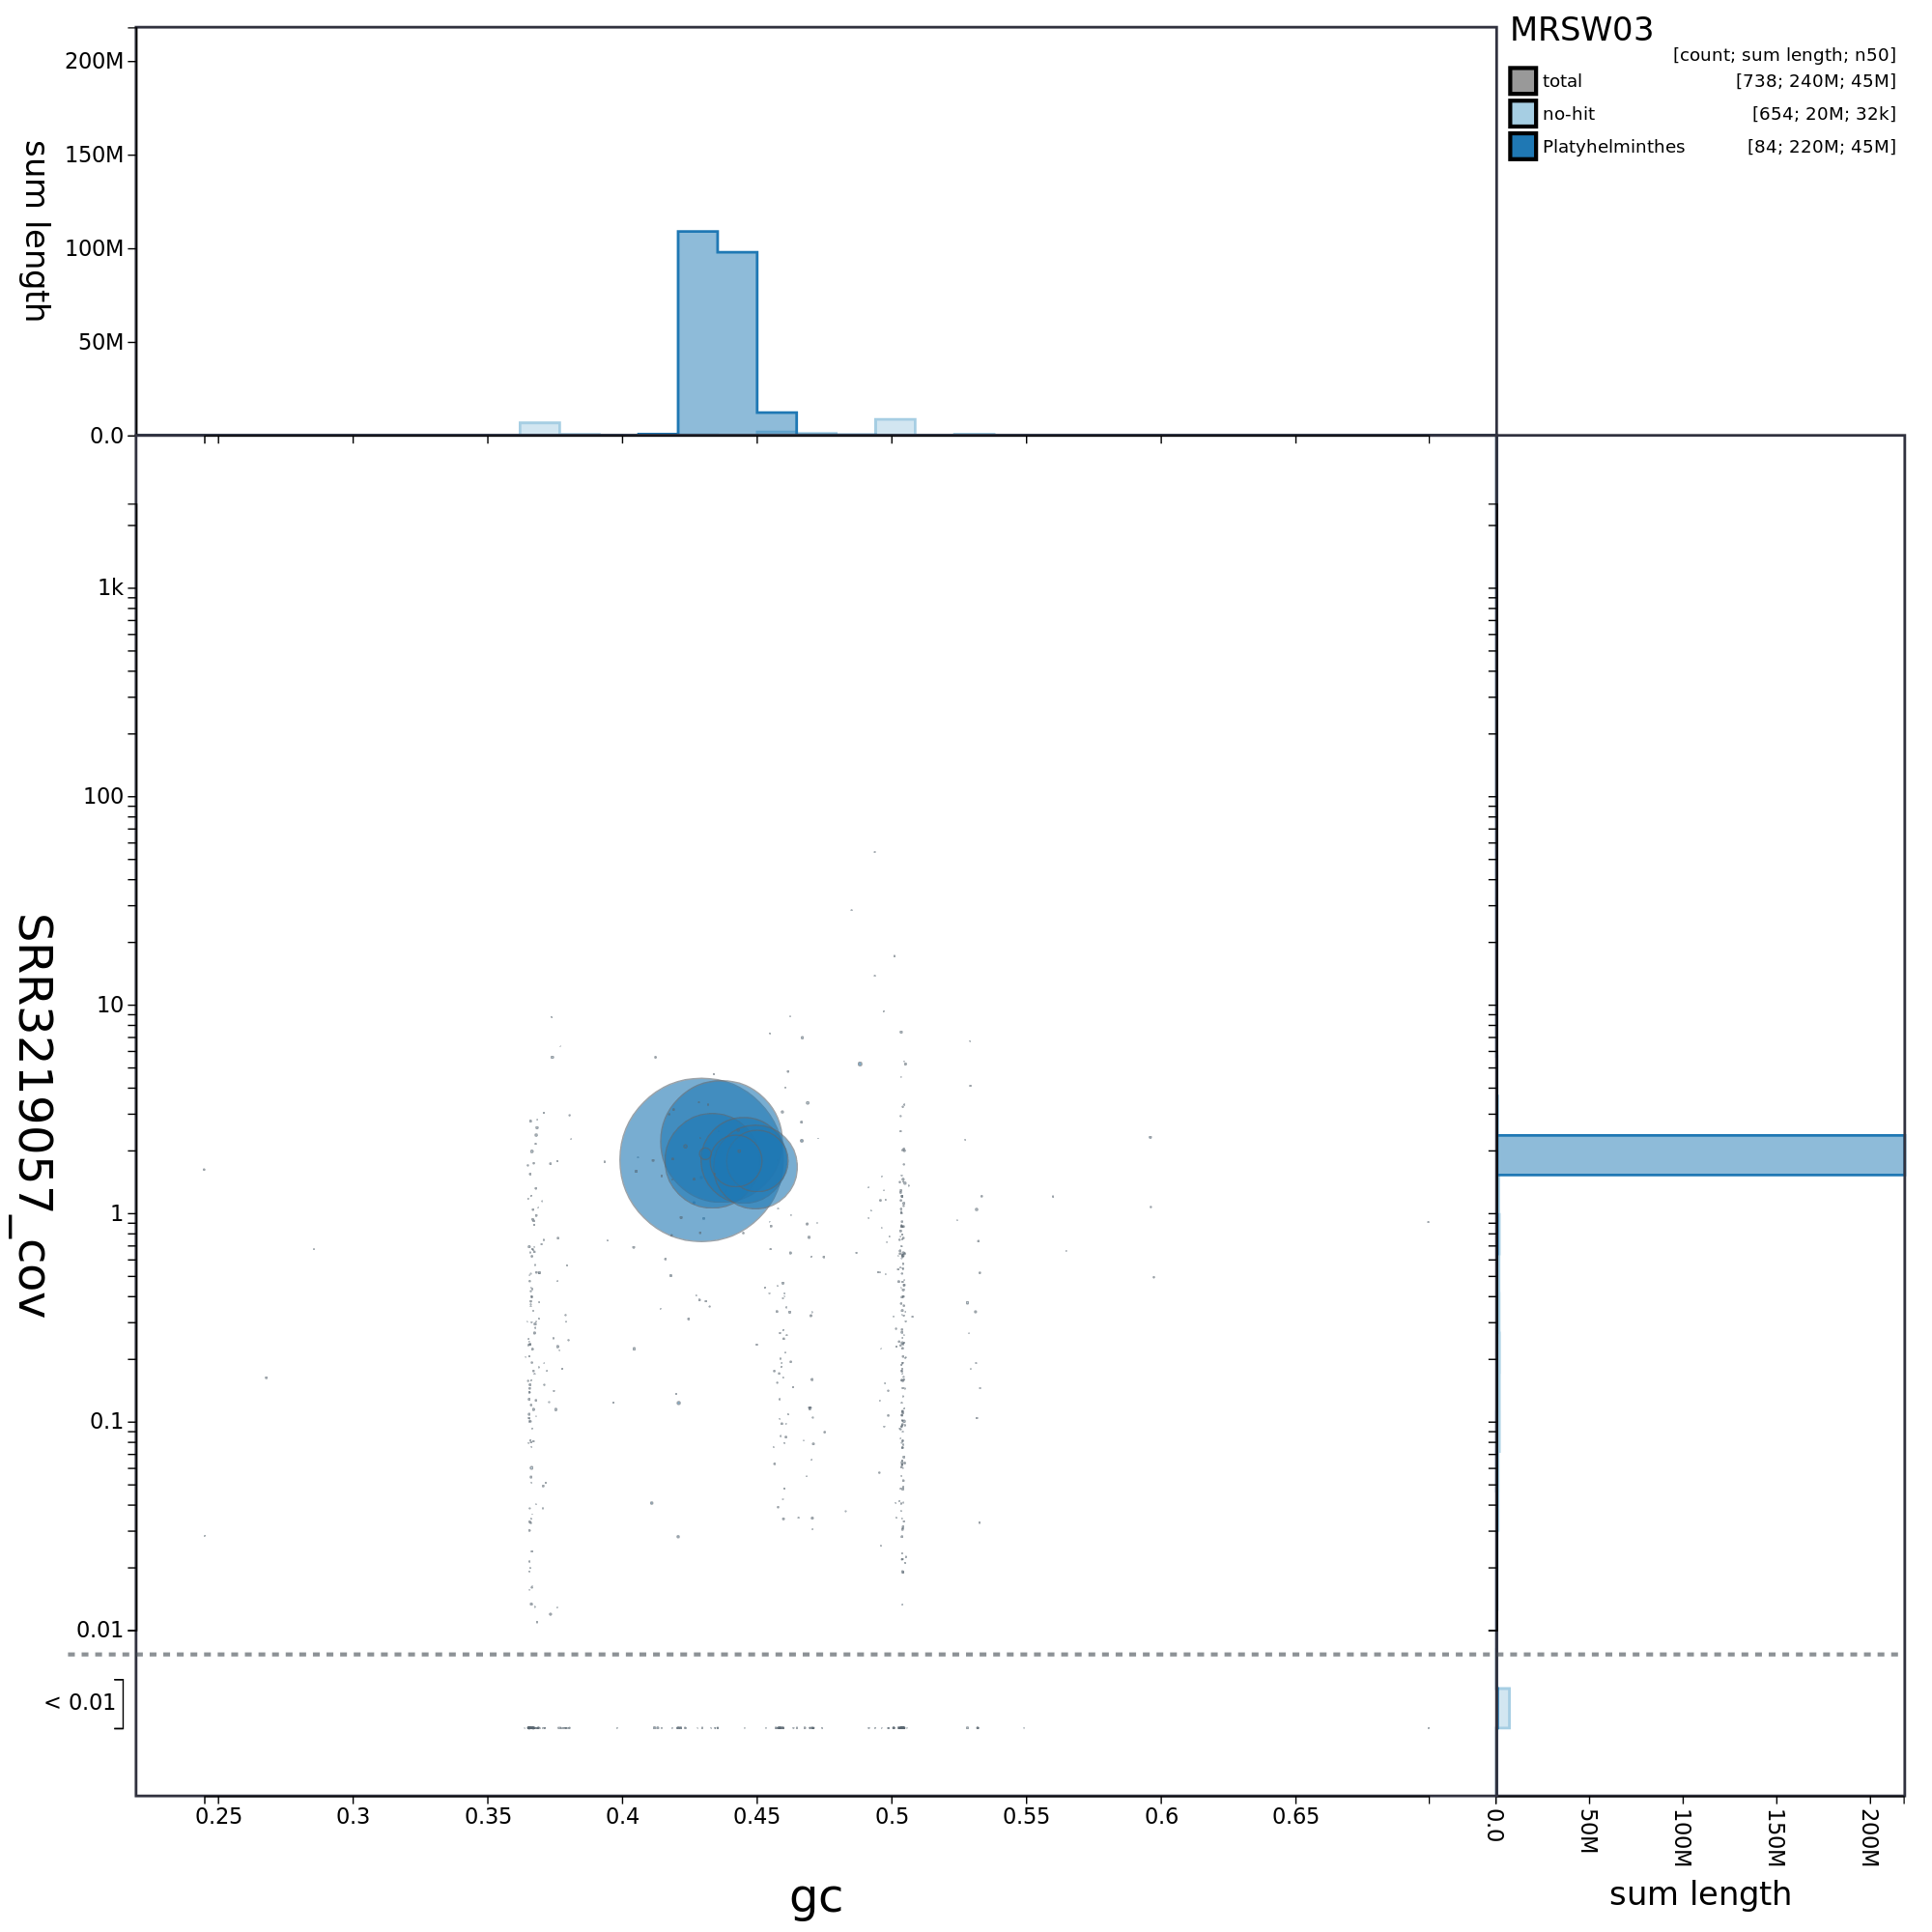 MRSW03
[count; sum length; n50]
total [738; 240M; 45M]
no-hit [654; 20M; 32k]
Platyhelminthes [84; 220M; 45M]
sum length
200M
150M
100M
50M
0.0
SRR3219057_cov
1k
100
10
1
0.1
0.01
< 0.01
0.25 0.3 0.35 0.4 0.45 0.5 0.55 0.6 0.65
gc
0.0 50M 100M 150M 200M
sum length